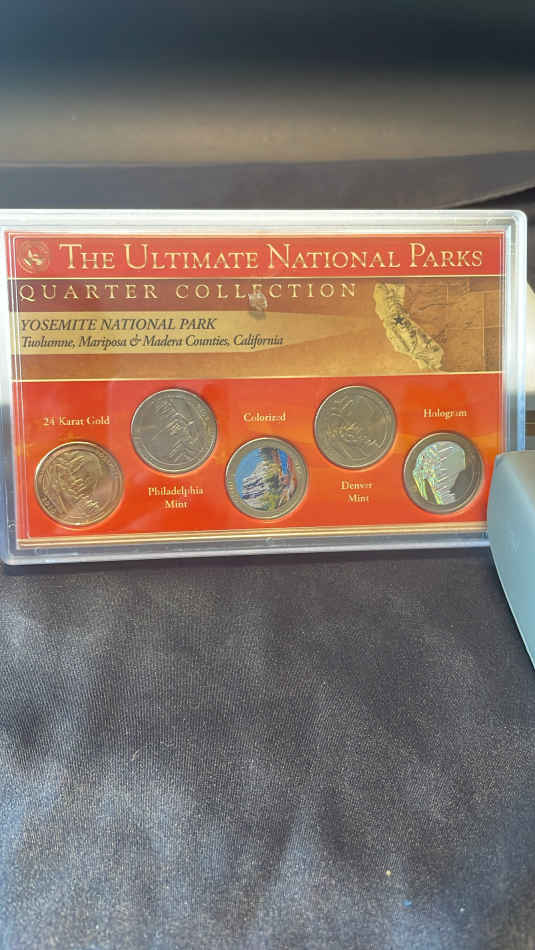 THE ULTIMATE NATIONAL PARKS
QUARTER COLLECTION
YOSEMITE NATIONAL PARK
Tuolumne, Mariposa & Madera Counties, California
24 Karat Gold
Philadelphia
Mint
Colorized
Denver
Mint
Hologram